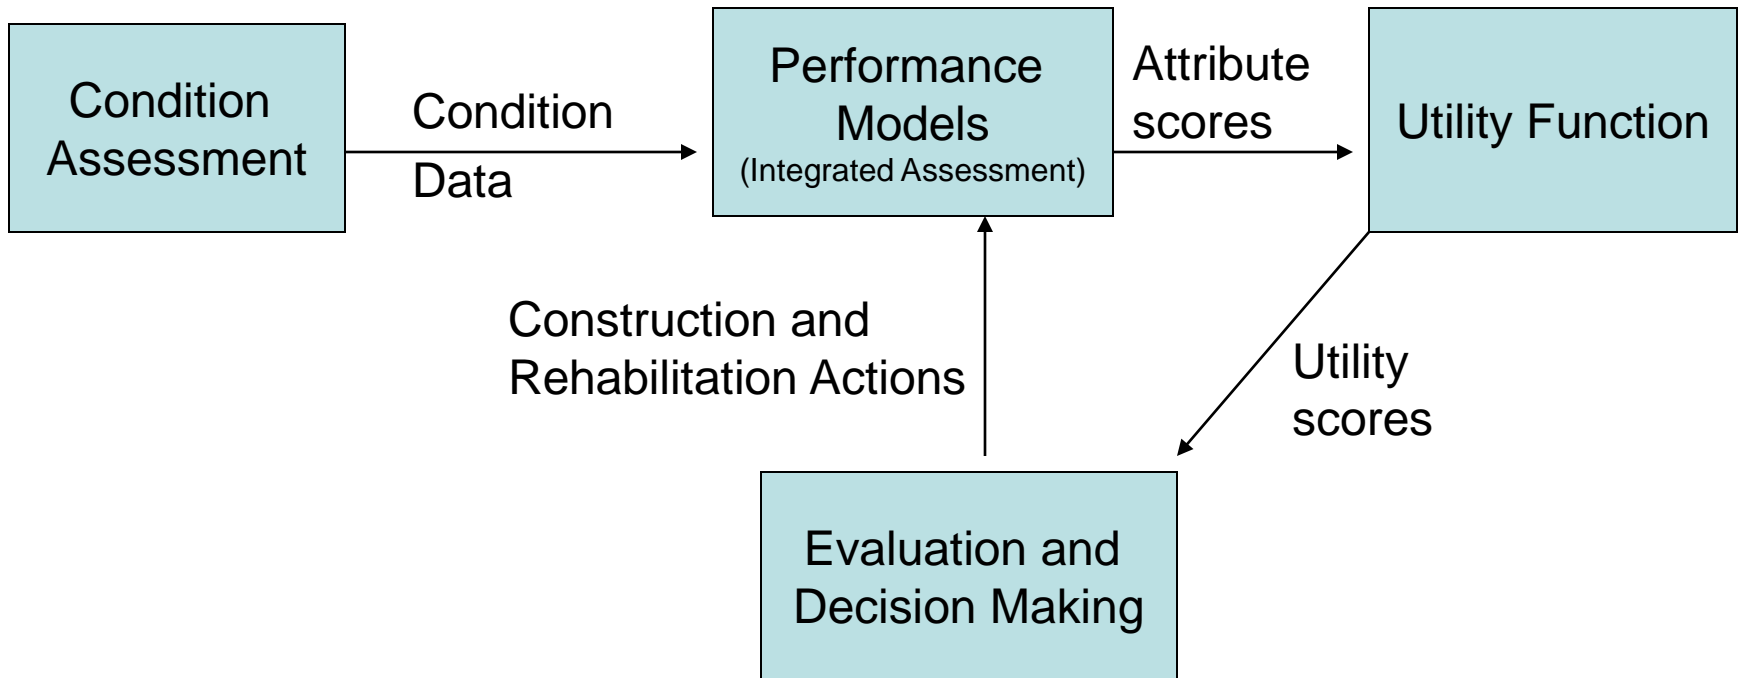 Condition
Assessment
Condition
Data
Performance
Models
(Integrated Assessment)
Attribute
scores
Utility Function
Construction and
Rehabilitation Actions
Utility
scores
Evaluation and
Decision Making